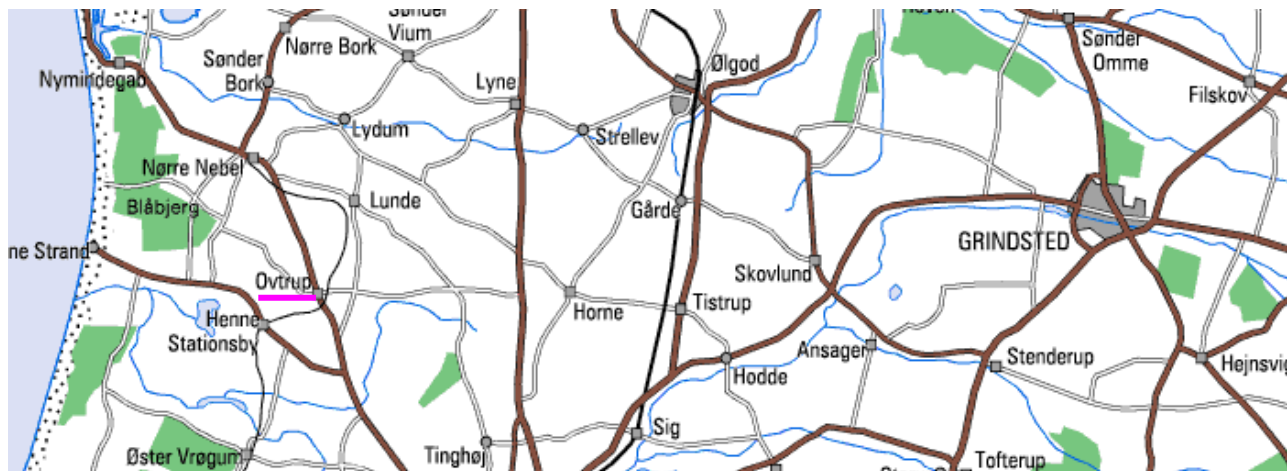 Nørre Bork
Sønder
Vium
Sønder
Omme
Nymindegab
Sønder
Bork
Lyne
Ølgod
Filskov
Lydum
Strellev
Nørre Nebel
Blåbjerg
Lunde
Gårde
GRINDSTED
ne Strand
Skovlund
Ovtrup
Horne
Tistrup
Henne
Stationsby
Ansager
Stenderup
Hejnsvig
Hodde
Sig
Øster Vrøgum
Tinghøj
Tofterup